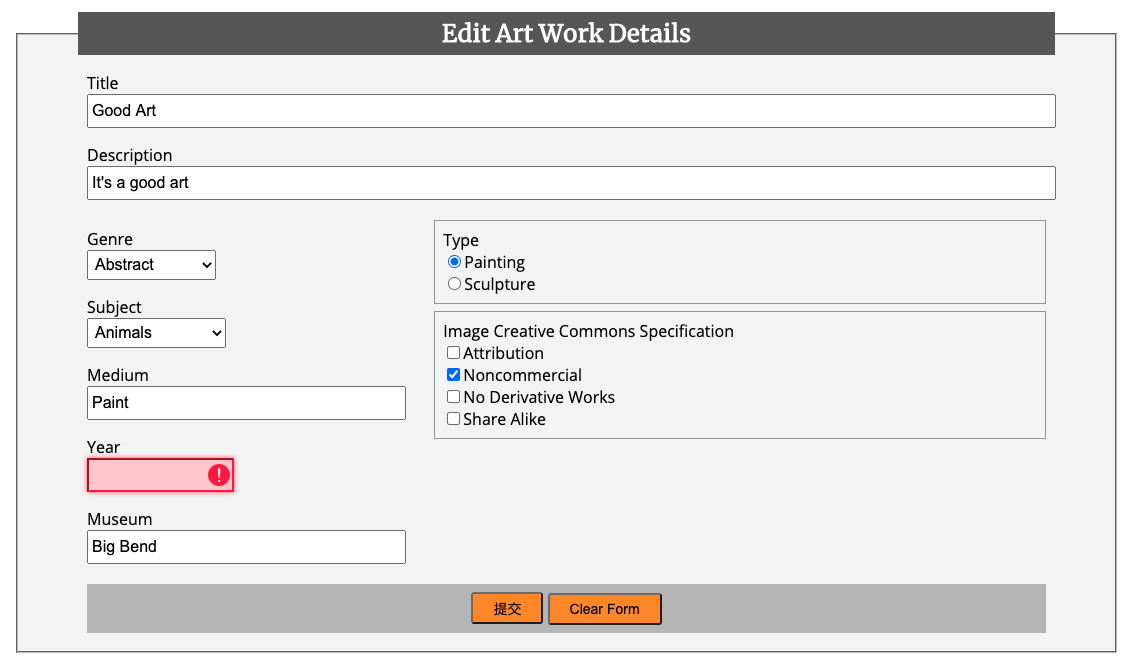 Edit Art Work Details
Title
Good Art
Description
It's a good art
Genre
Abstract
Subject
Animals
Medium
Paint
Year
!
Museum
Big Bend
Type
Painting
Sculpture
Image Creative Commons Specification
Attribution
Noncommercial
No Derivative Works
Share Alike
提交 Clear Form